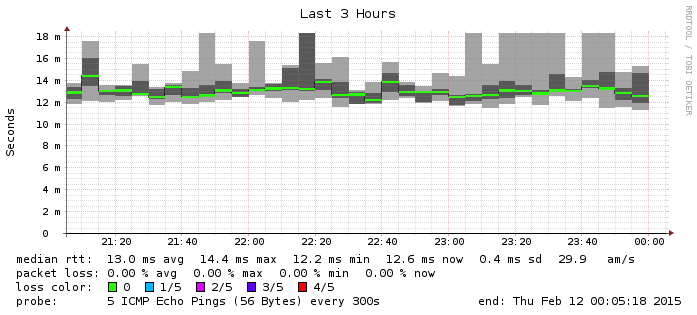 Last 3 Hours
RRDTOOL / TOBI OETIKER
Seconds
18 m
16 m
14 m
12 m
10 m
8 m
6 m
4 m
2 m
0
21:20 21:40 22:00 22:20 22:40 23:00 23:20 23:40 00:00
median rtt: 13.0 ms avg 14.4 ms max 12.2 ms min 12.6 ms now 0.4 ms sd 29.9 am/s
packet loss: 0.00 % avg 0.00 % max 0.00 % min 0.00 % now
loss color: 0 1/5 2/5 3/5 4/5
probe: 5 ICMP Echo Pings (56 Bytes) every 300s end: Thu Feb 12 00:05:18 2015